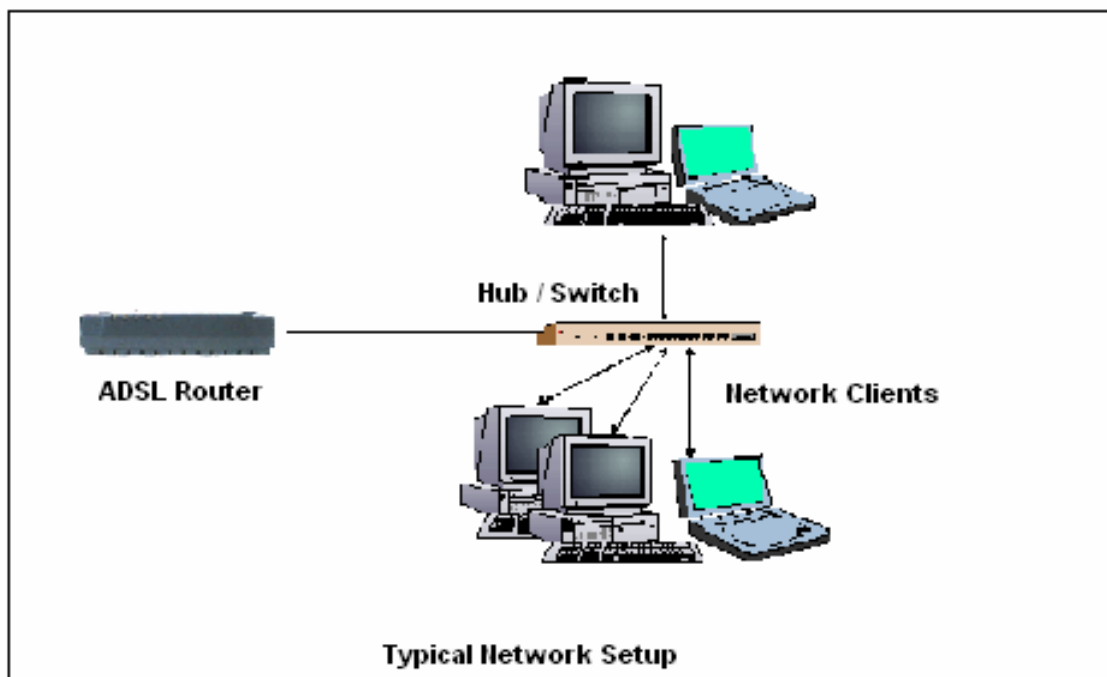 Hub / Switch
ADSL Router
Network Clients
Typical Network Setup